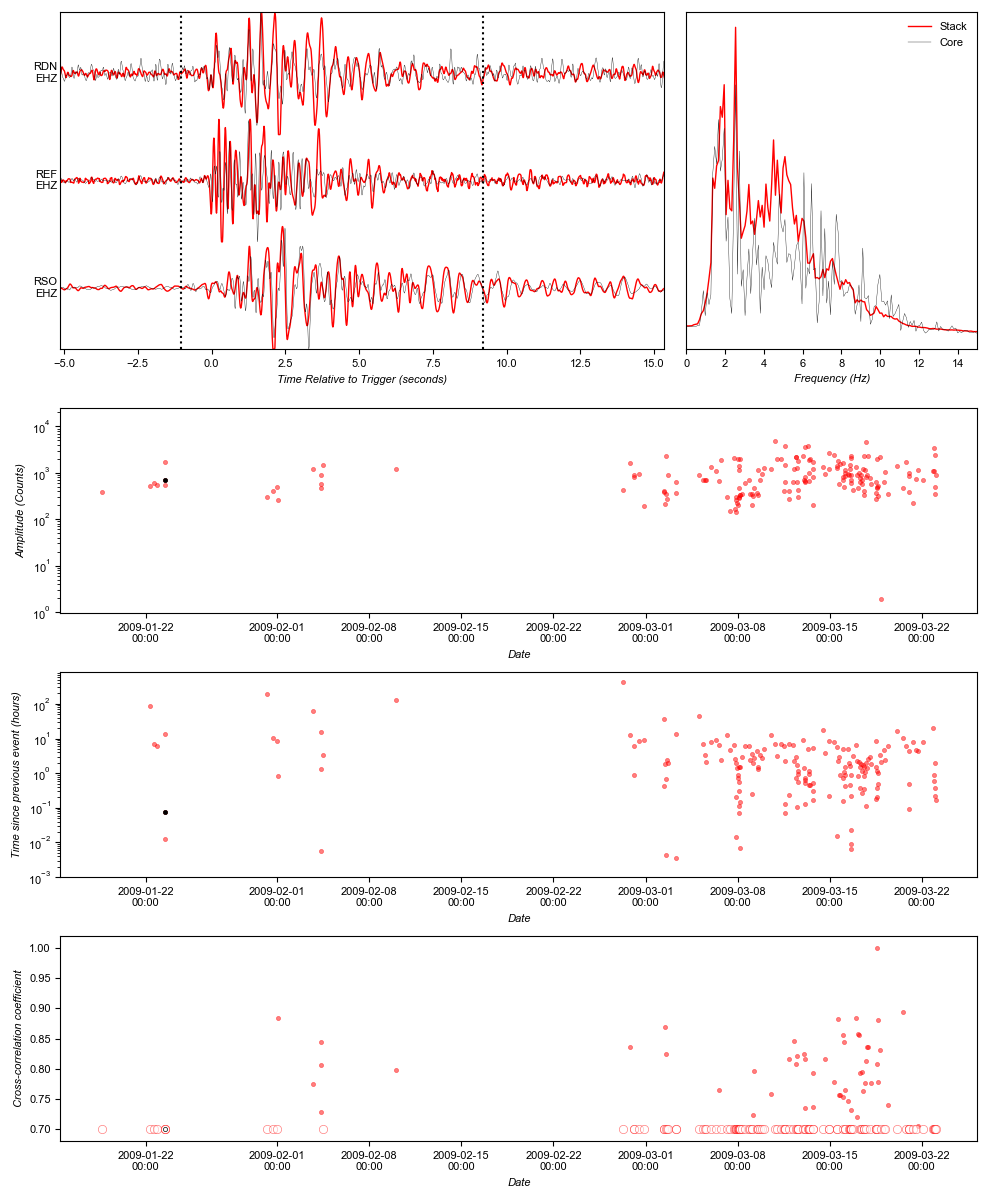 RDN
EHZ
REF
EHZ
RSO
EHZ
−5.0 −2.5 0.0 2.5 5.0 7.5 10.0 12.5 15.0
Time Relative to Trigger (seconds)
Stack
Core
0 2 4 6 8 10 12 14
Frequency (Hz)
Amplitude (Counts)
10⁴
10³
10²
10¹
10⁰
2009-01-22 2009-02-01 2009-02-08 2009-02-15 2009-02-22 2009-03-01 2009-03-08 2009-03-15 2009-03-22
00:00 00:00 00:00 00:00 00:00 00:00 00:00 00:00 00:00
Date
Time since previous event (hours)
10²
10¹
10⁰
10⁻¹
10⁻²
10⁻³
2009-01-22 2009-02-01 2009-02-08 2009-02-15 2009-02-22 2009-03-01 2009-03-08 2009-03-15 2009-03-22
00:00 00:00 00:00 00:00 00:00 00:00 00:00 00:00 00:00
Date
Cross-correlation coefficient
1.00
0.95
0.90
0.85
0.80
0.75
0.70
2009-01-22 2009-02-01 2009-02-08 2009-02-15 2009-02-22 2009-03-01 2009-03-08 2009-03-15 2009-03-22
00:00 00:00 00:00 00:00 00:00 00:00 00:00 00:00 00:00
Date